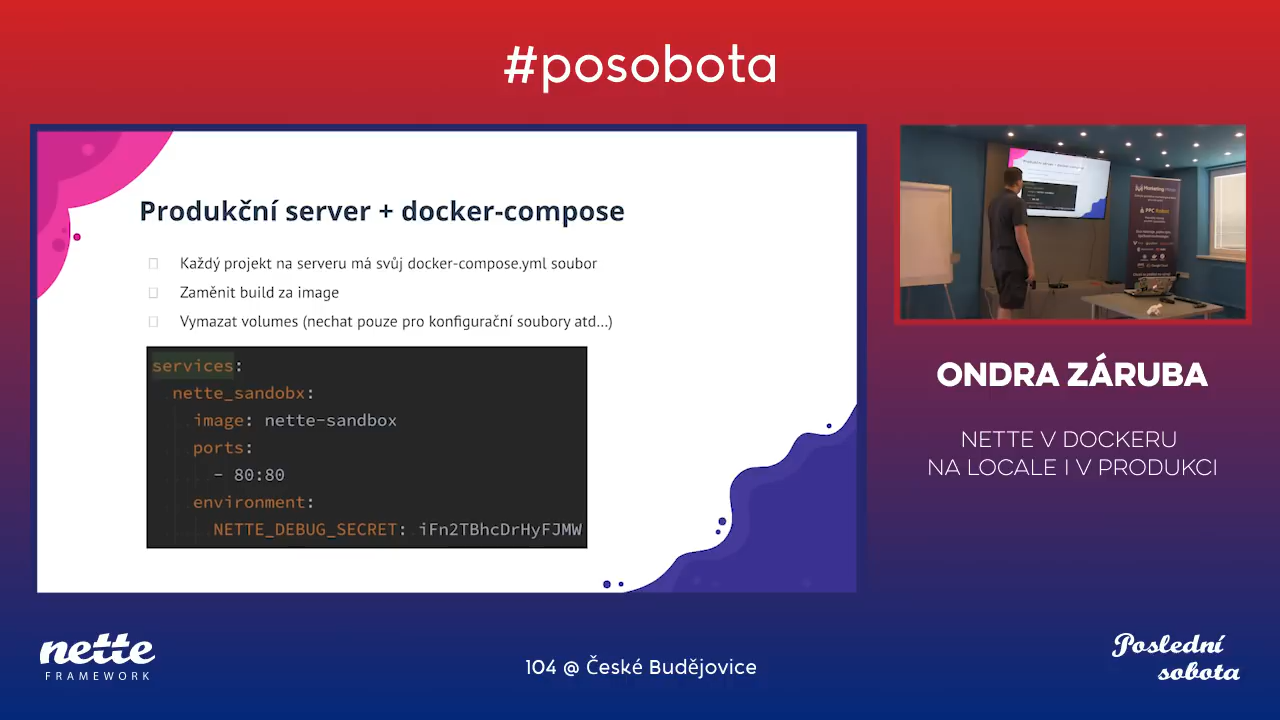 #posobota
Produkční server + docker-compose
Každý projekt na serveru má svůj docker-compose.yml soubor
Zaměnit build za image
Vymazat volumes (nechat pouze pro konfigurační soubory atd...)
services:
nette_sandobx:
image: nette-sandbox
ports:
- 80:80
environment:
NETTE_DEBUG_SECRET: iFn2TBhcDrHyFJMW
ONDRA ZÁRUBA
NETTE V DOCKERU
NA LOCALE I V PRODUKCI
nette
FRAMEWORK
104 @ České Budějovice
Poslední
sobota